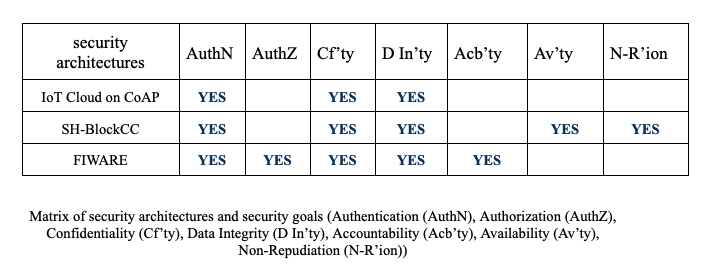 security architectures AuthN AuthZ Cf’ty D In’ty Acb’ty Av’ty N-R’ion
IoT Cloud on CoAP YES YES YES
SH-BlockCC YES YES YES YES YES
FIWARE YES YES YES YES YES
Matrix of security architectures and security goals (Authentication (AuthN), Authorization (AuthZ),
Confidentiality (Cf’ty), Data Integrity (D In’ty), Accountability (Acb’ty), Availability (Av’ty),
Non-Repudiation (N-R’ion))